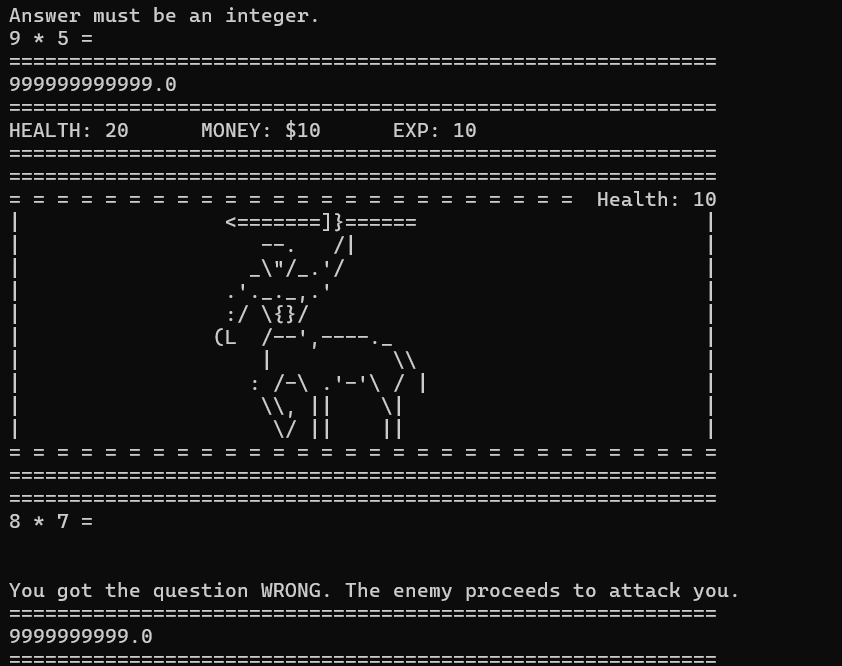 Answer must be an integer.
9 * 5 =
===========================================================
999999999999.0
===========================================================
HEALTH: 20      MONEY: $10      EXP: 10
===========================================================
===========================================================
= = = = = = = = = = = = = = = = = = = = = = = =  Health: 10
|                 <=======]}======                        |
|                    --.   /|                             |
|                   _\"/_.'/                              |
|                 .'._._,.'                               |
|                 :/ \{}/                                 |
|                (L  /--',----._                          |
|                    |          \\                        |
|                   : /-\ .'-'\ / |                       |
|                    \\, ||    \|                         |
|                     \/ ||    ||                         |
= = = = = = = = = = = = = = = = = = = = = = = = = = = = = =
===========================================================
===========================================================
8 * 7 =
You got the question WRONG. The enemy proceeds to attack you.
===========================================================
9999999999.0
===========================================================